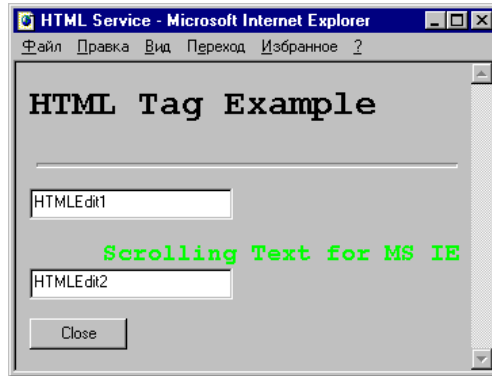 HTML Service - Microsoft Internet Explorer
Файл Правка Вид Переход Избранное ?
HTML Tag Example
HTMLEdit1
Scrolling Text for MS IE
HTMLEdit2
Close